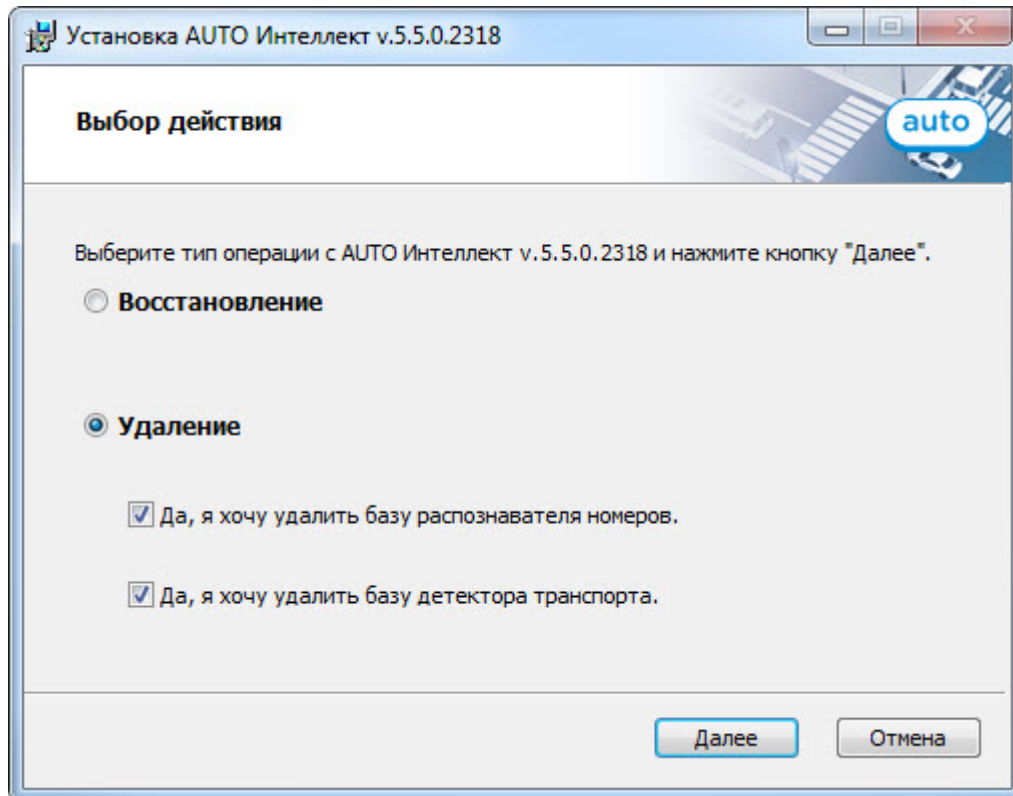 Установка AUTO Интеллект v.5.5.0.2318
Выбор действия
auto
Выберите тип операции с AUTO Интеллект v.5.5.0.2318 и нажмите кнопку "Далее".
Восстановление
Удаление
Да, я хочу удалить базу распознавателя номеров.
Да, я хочу удалить базу детектора транспорта.
Далее
Отмена